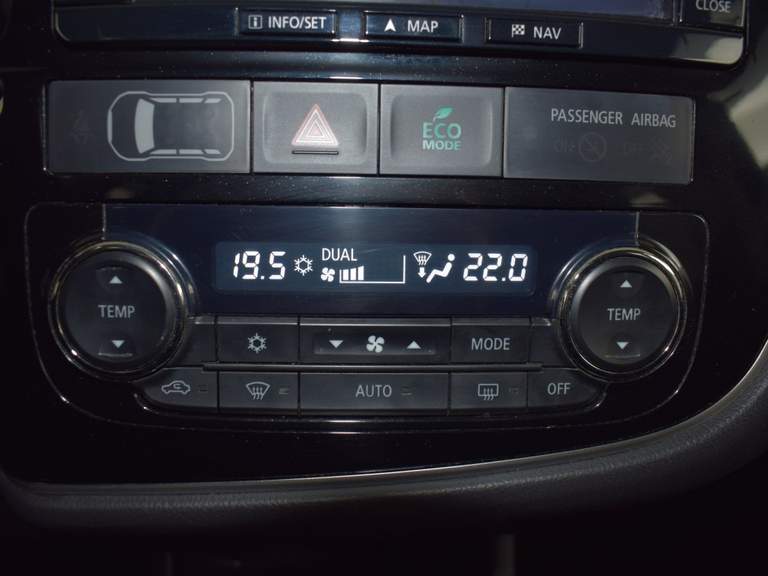 CLOSE
INFO/SET MAP NAV
ECO
MODE
PASSENGER AIRBAG
DUAL
19.5 22.0
TEMP
TEMP
MODE
AUTO
OFF